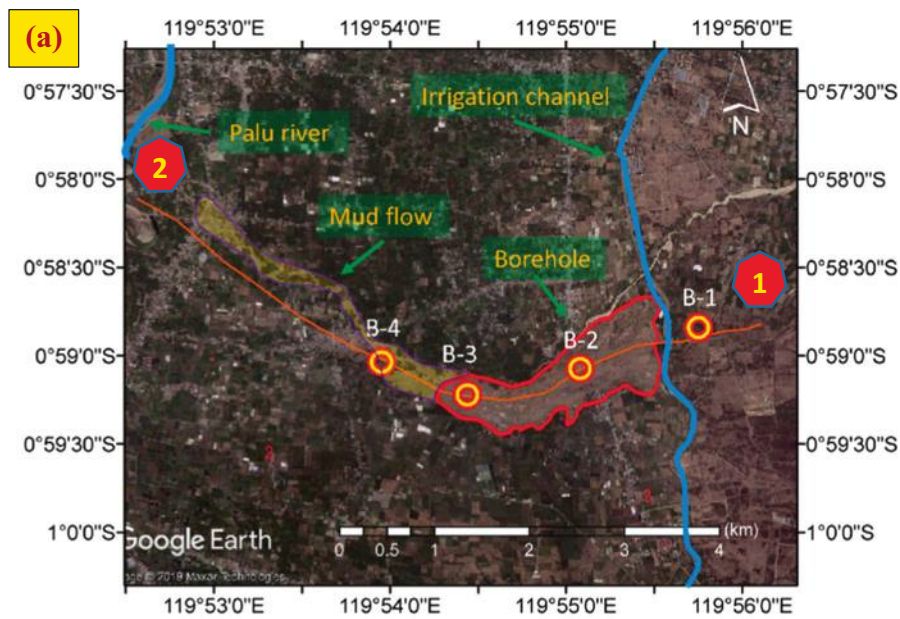 (a)
119°53'0"E 119°54'0"E 119°55'0"E 119°56'0"E
0°57'30"S 0°57'30"S
Irrigation channel
Palu river
N
2
0°58'0"S 0°58'0"S
Mud flow
Borehole
0°58'30"S 0°58'30"S
1
B-1
B-4
B-3
B-2
0°59'0"S 0°59'0"S
0°59'30"S 0°59'30"S
1°0'0"S 1°0'0"S
Google Earth
(km)
0 0.5 1 2 3 4
© 2019 Maxar Technologies
119°53'0"E 119°54'0"E 119°55'0"E 119°56'0"E